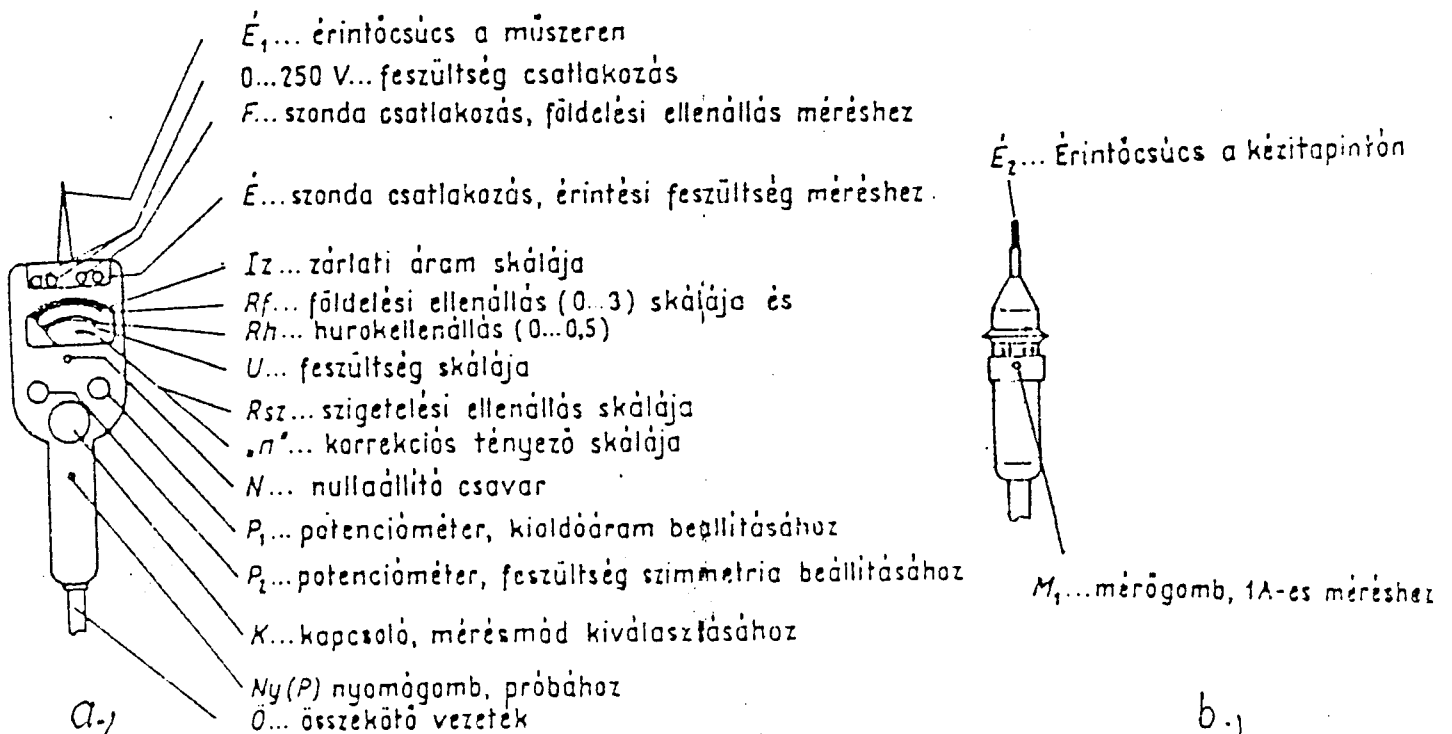 É₁... érintőcsúcs a műszeren
0...250 V... feszültség csatlakozás
F... szonda csatlakozás, földelési ellenállás méréshez
É... szonda csatlakozás, érintési feszültség méréshez
Iz... zárlati áram skálája
Rf... földelési ellenállás (0...3) skálája és
Rh... hurokellenállás (0...0,5)
U... feszültség skálája
Rsz... szigetelési ellenállás skálája
„n"... korrekciós tényező skálája
N... nullaállító csavar
P₁... potenciométer, kioldóáram beállításához
P₂... potenciométer, feszültség szimmetria beállításához
K... kapcsoló, mérésmód kiválasztásához
Ny(P) nyomógomb, próbához
Ö... összekötő vezeték
a.,
É₂... Érintőcsúcs a kézitapintón
M₁... mérőgomb, 1A-es méréshez
b.,